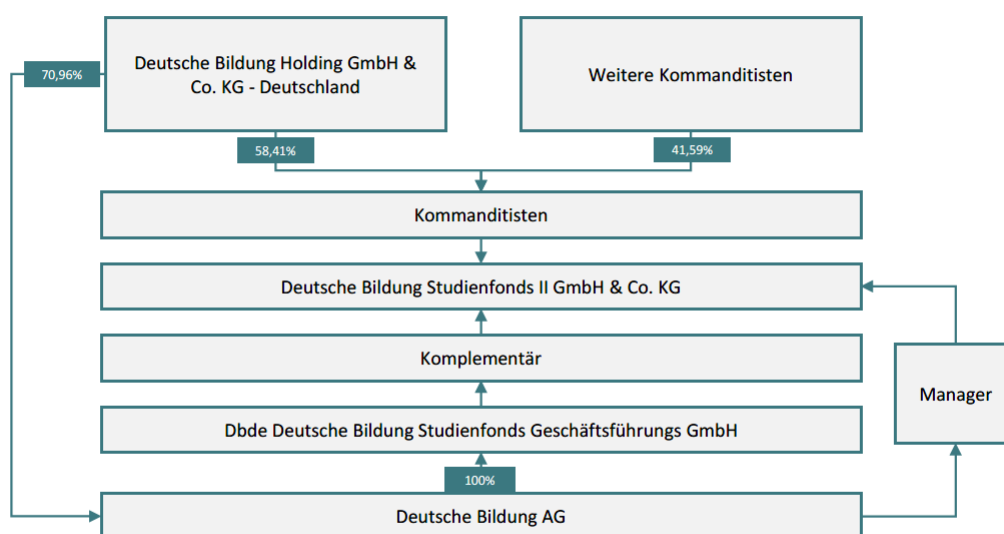 70,96%
Deutsche Bildung Holding GmbH &
Co. KG - Deutschland
Weitere Kommanditisten
58,41%
41,59%
Kommanditisten
Deutsche Bildung Studienfonds II GmbH & Co. KG
Komplementär
Manager
Dbde Deutsche Bildung Studienfonds Geschäftsführungs GmbH
100%
Deutsche Bildung AG